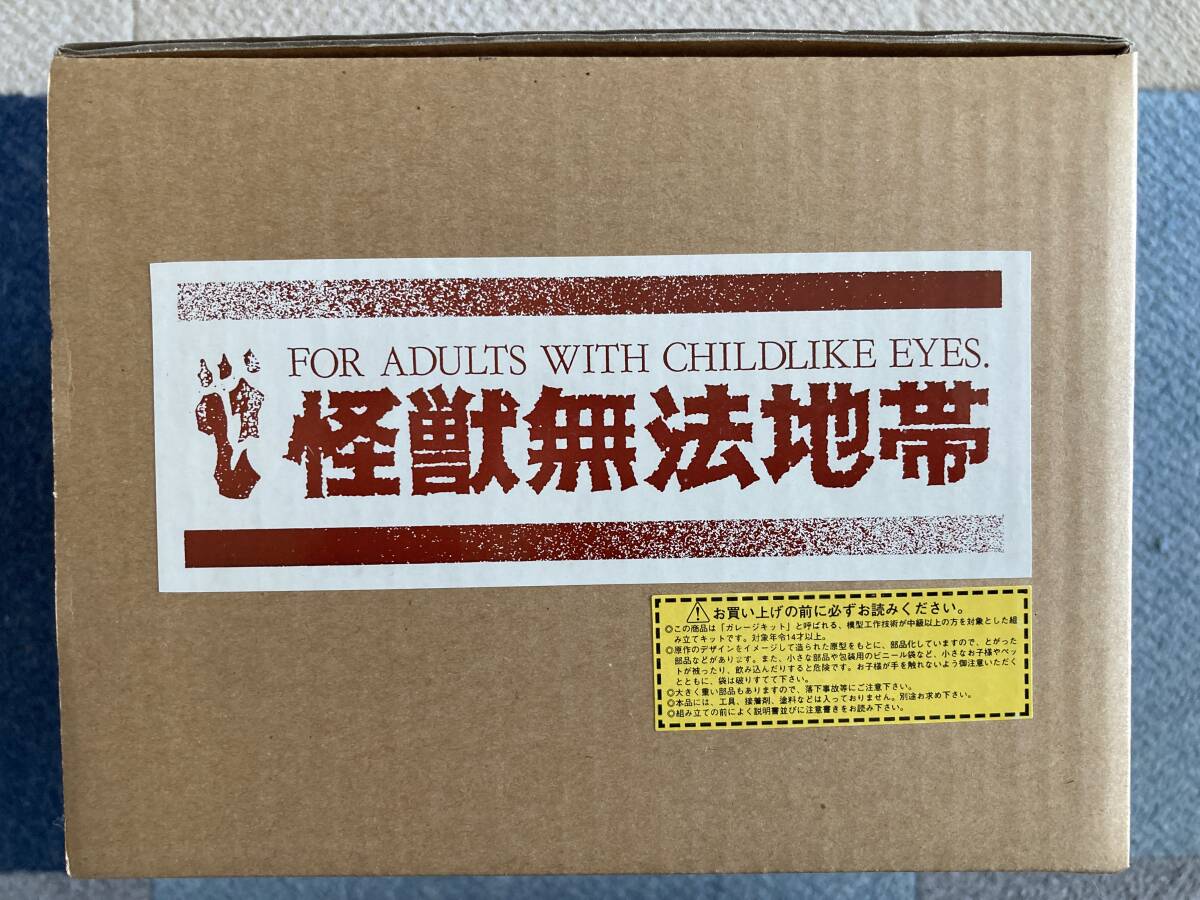 FOR ADULTS WITH CHILDLIKE EYES.
怪獣無法地帯
お買い上げの前に必ずお読みください。
◎この商品は「ガレージキット」と呼ばれる、模型工作技術が中級以上の方を対象とした組
み立てキットです。対象年令14才以上。
◎原作のデザインをイメージして造られた原型をもとに、部品化していますので、とがった
部品などがあります。また、小さな部品や包装用のビニール袋など、小さなお子様やペッ
トが被ったり、飲み込んだりすると危険です。お子様が手を触れないよう御注意いただく
とともに、袋は破りすてて下さい。
◎大きく重い部品もありますので、落下事故等にご注意下さい。
◎本品には、工具、接着剤、塗料などは入っておりません。別途お求め下さい。
◎組み立ての前によく説明書並びに注意書きをお読み下さい。